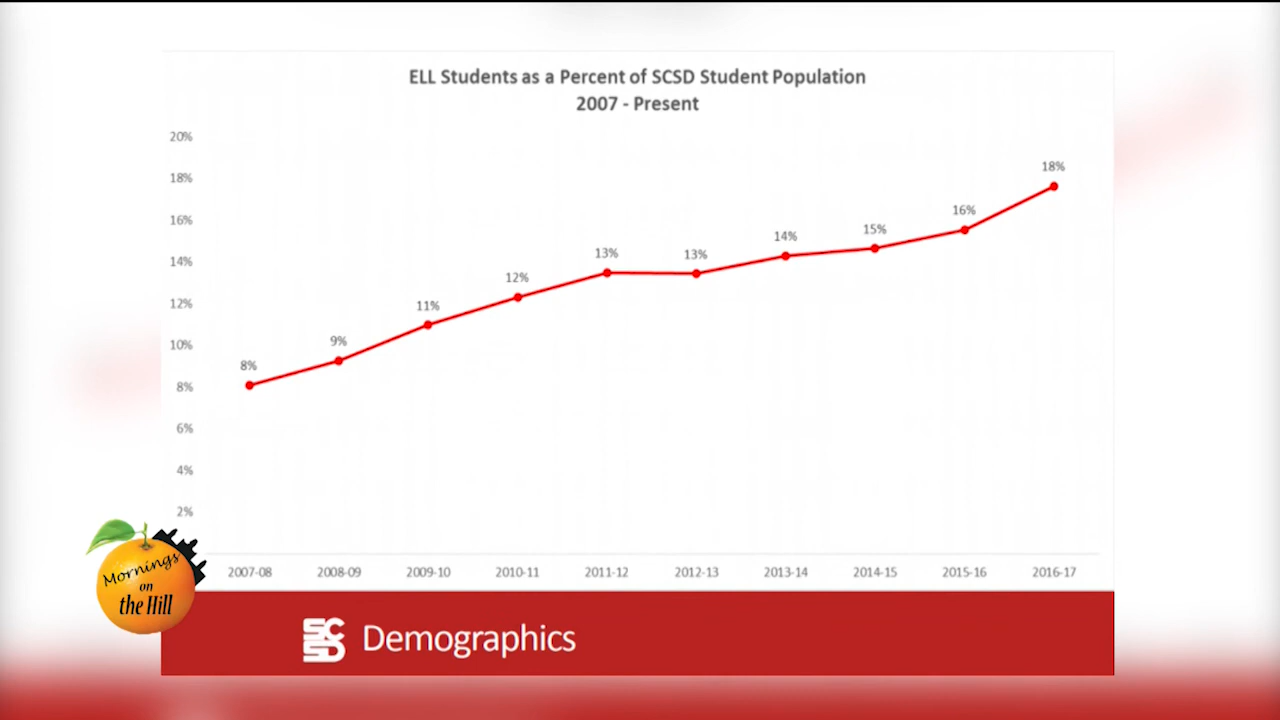 ELL Students as a Percent of SCSD Student Population
2007 - Present
20%
18%
16%
14%
12%
10%
8%
6%
4%
2%
8%
9%
11%
12%
13%
13%
14%
15%
16%
18%
2007-08 2008-09 2009-10 2010-11 2011-12 2012-13 2013-14 2014-15 2015-16 2016-17
Mornings
on
the Hill
SC
SD
Demographics